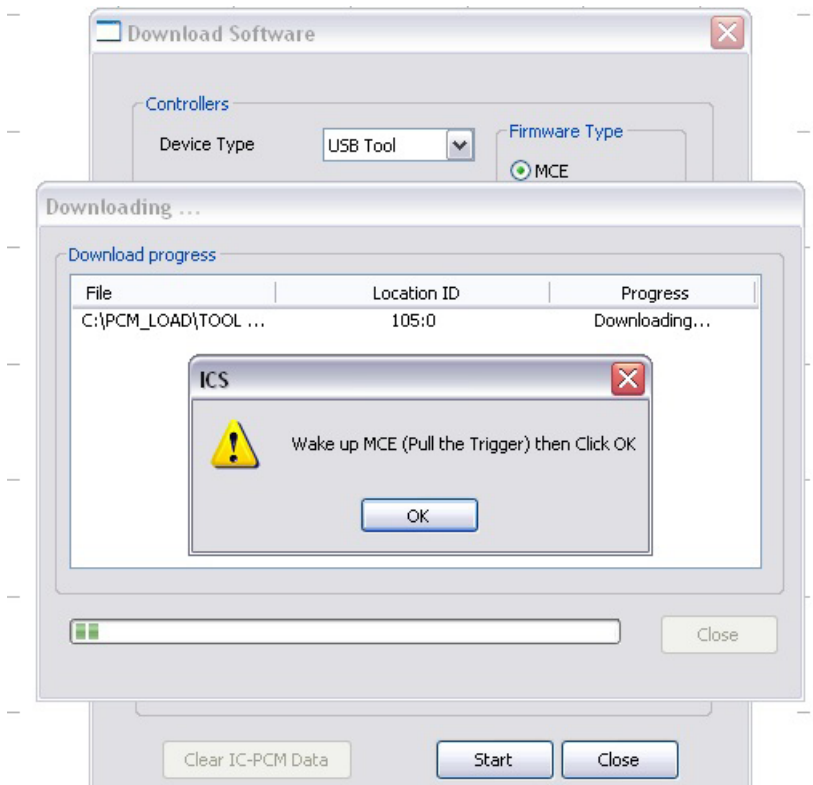 Download Software
Controllers
Device Type
USB Tool
Firmware Type
MCE
Downloading ...
Download progress
File Location ID Progress
C:\PCM_LOAD\TOOL ... 105:0 Downloading...
ICS
Wake up MCE (Pull the Trigger) then Click OK
OK
Close
Clear IC-PCM Data
Start
Close